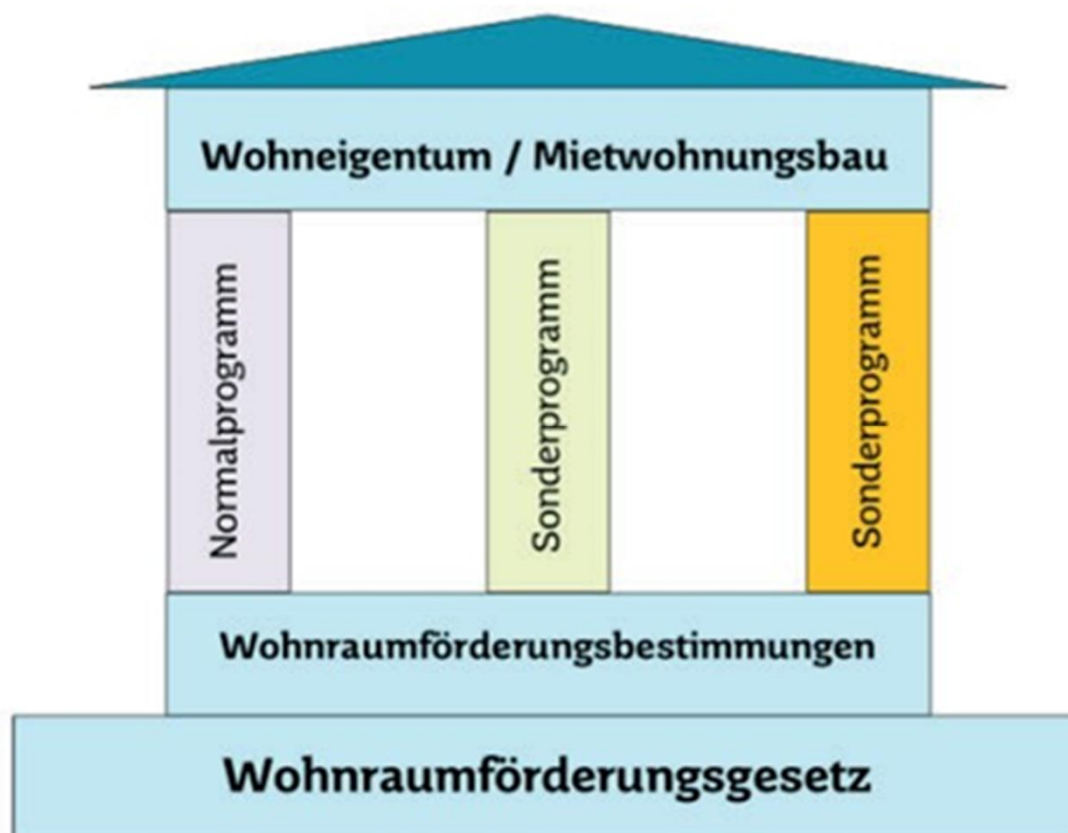 Wohneigentum / Mietwohnungsbau
Normalprogramm
Sonderprogramm
Sonderprogramm
Wohnraumförderungsbestimmungen
Wohnraumförderungsgesetz